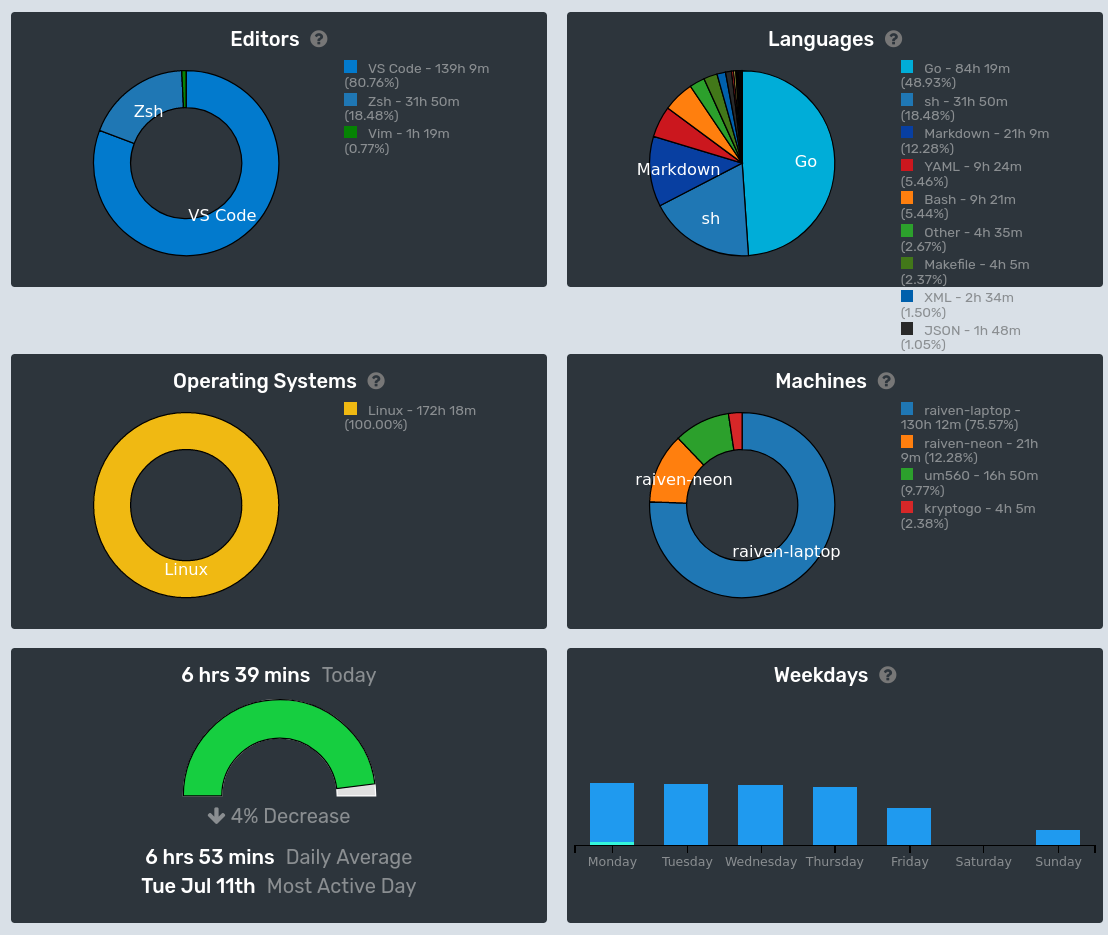 Editors ?
VS Code - 139h 9m
(80.76%)
Zsh - 31h 50m
(18.48%)
Vim - 1h 19m
(0.77%)
Zsh
VS Code
Languages ?
Go - 84h 19m
(48.93%)
sh - 31h 50m
(18.48%)
Markdown - 21h 9m
(12.28%)
YAML - 9h 24m
(5.46%)
Bash - 9h 21m
(5.44%)
Other - 4h 35m
(2.67%)
Makefile - 4h 5m
(2.37%)
XML - 2h 34m
(1.50%)
JSON - 1h 48m
(1.05%)
Go
Markdown
sh
Operating Systems ?
Linux - 172h 18m
(100.00%)
Linux
Machines ?
raiven-laptop -
130h 12m (75.57%)
raiven-neon - 21h
9m (12.28%)
um560 - 16h 50m
(9.77%)
kryptogo - 4h 5m
(2.38%)
raiven-neon
raiven-laptop
6 hrs 39 mins Today
4% Decrease
6 hrs 53 mins Daily Average
Tue Jul 11th Most Active Day
Weekdays ?
Monday Tuesday Wednesday Thursday Friday Saturday Sunday